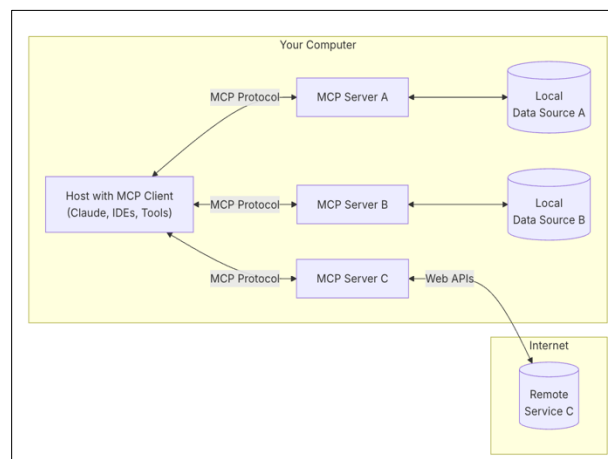 Your Computer
MCP Protocol
MCP Server A
Local
Data Source A
Host with MCP Client
(Claude, IDEs, Tools)
MCP Protocol
MCP Server B
Local
Data Source B
MCP Protocol
MCP Server C
Web APIs
Internet
Remote
Service C